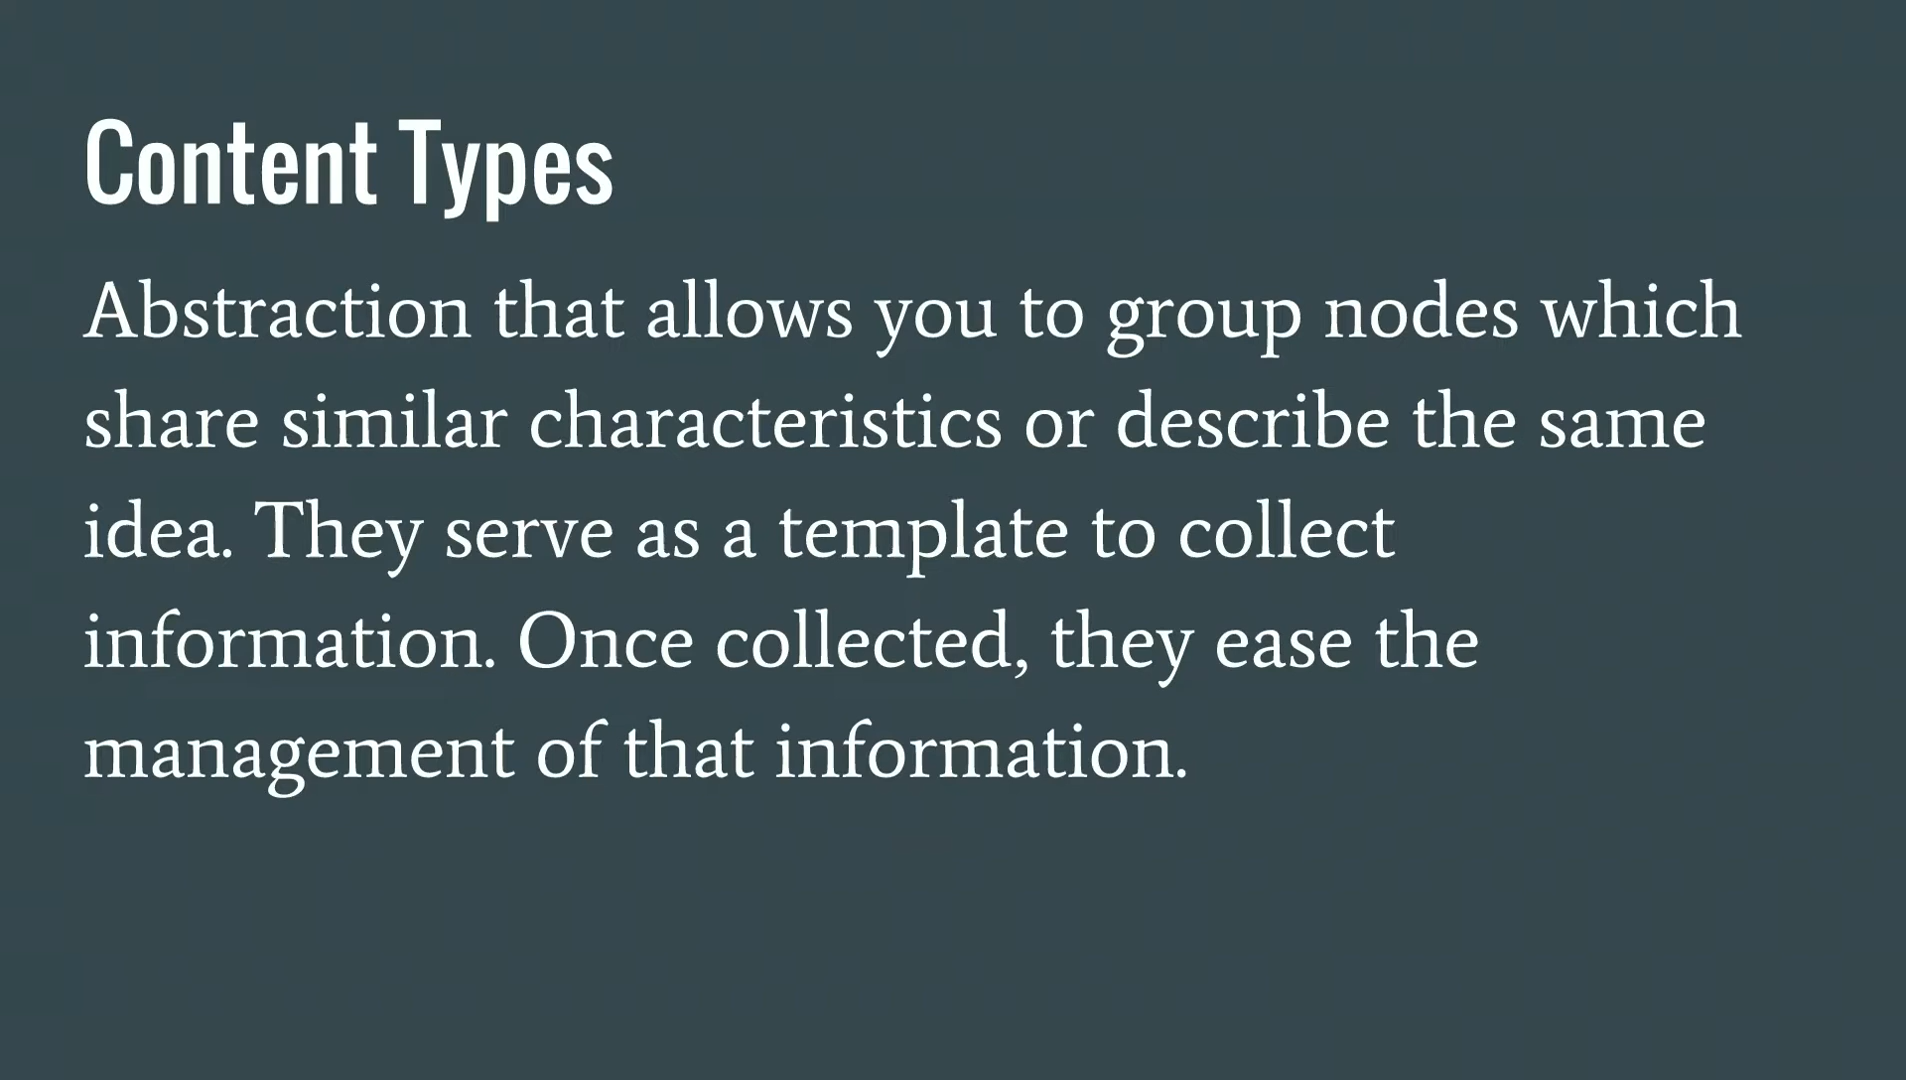 Content Types
Abstraction that allows you to group nodes which
share similar characteristics or describe the same
idea. They serve as a template to collect
information. Once collected, they ease the
management of that information.